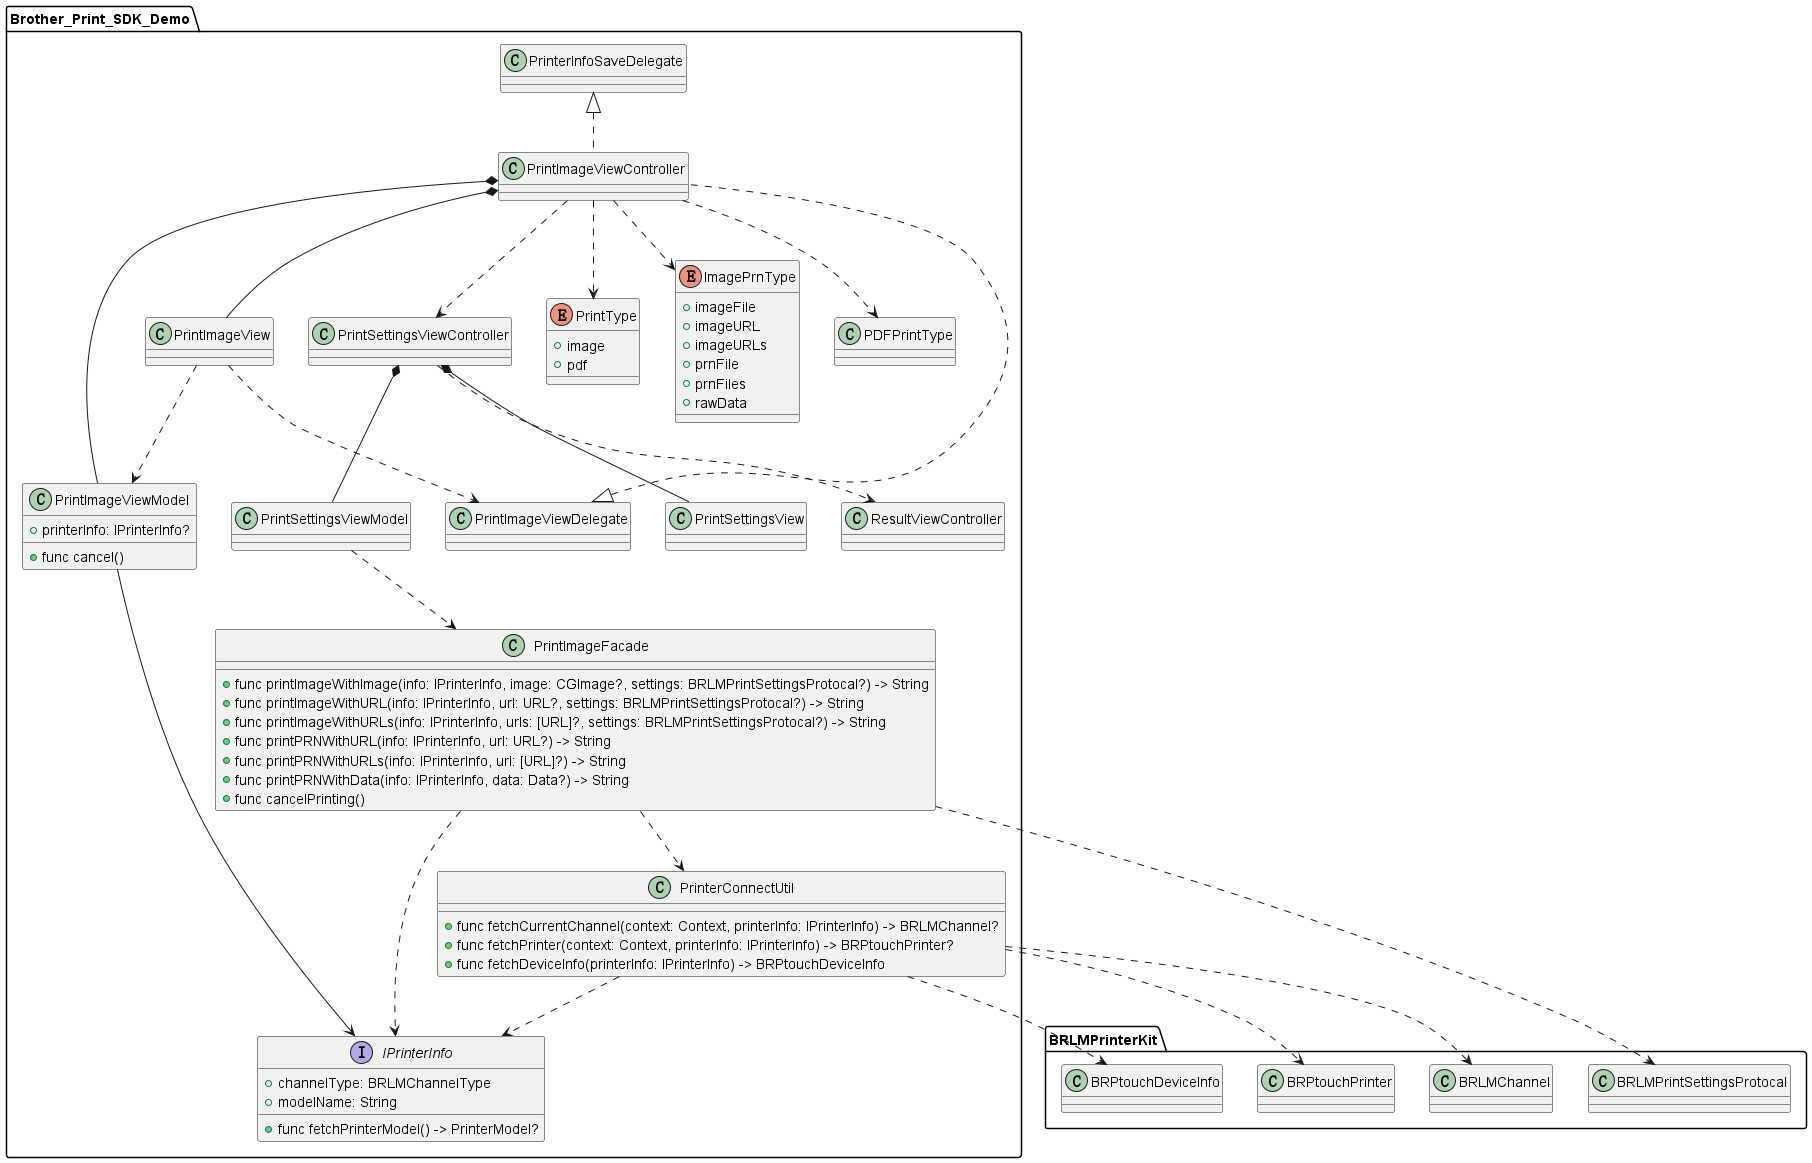 Brother_Print_SDK_Demo
C PrinterInfoSaveDelegate
C PrintImageViewController
C PrintImageView
C PrintSettingsViewController
E PrintType
image
pdf
E ImagePrnType
imageFile
imageURL
imageURLs
prnFile
prnFiles
rawData
C PDFPrintType
C PrintImageViewModel
printerInfo: IPrinterInfo?
func cancel()
C PrintSettingsViewModel
C PrintImageViewDelegate
C PrintSettingsView
C ResultViewController
C PrintImageFacade
func printImageWithImage(info: IPrinterInfo, image: CGImage?, settings: BRLMPrintSettingsProtocal?) -> String
func printImageWithURL(info: IPrinterInfo, url: URL?, settings: BRLMPrintSettingsProtocal?) -> String
func printImageWithURLs(info: IPrinterInfo, urls: [URL]?, settings: BRLMPrintSettingsProtocal?) -> String
func printPRNWithURL(info: IPrinterInfo, url: URL?) -> String
func printPRNWithURLs(info: IPrinterInfo, url: [URL]?) -> String
func printPRNWithData(info: IPrinterInfo, data: Data?) -> String
func cancelPrinting()
C PrinterConnectUtil
func fetchCurrentChannel(context: Context, printerInfo: IPrinterInfo) -> BRLMChannel?
func fetchPrinter(context: Context, printerInfo: IPrinterInfo) -> BRPtouchPrinter?
func fetchDeviceInfo(printerInfo: IPrinterInfo) -> BRPtouchDeviceInfo
I IPrinterInfo
channelType: BRLMChannelType
modelName: String
func fetchPrinterModel() -> PrinterModel?
BRLMPrinterKit
C BRPtouchDeviceInfo
C BRPtouchPrinter
C BRLMChannel
C BRLMPrintSettingsProtocal